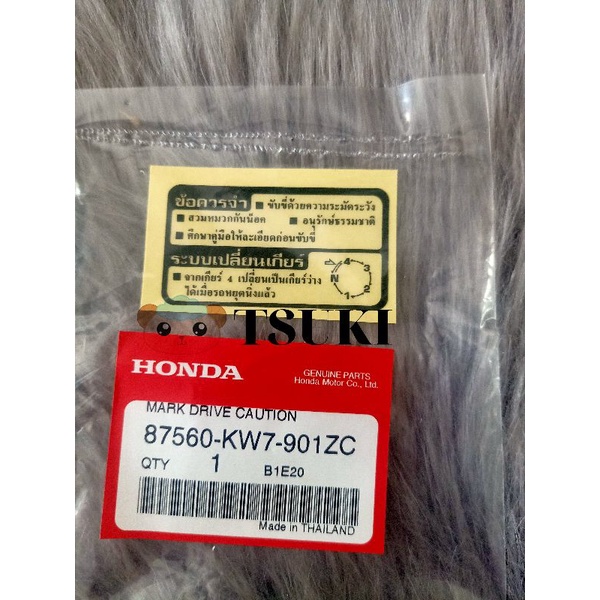 ข้อควรจำ ■ ขับขี่ด้วยความระมัดระวัง
■ สวมหมวกกันน็อค ■ อนุรักษ์ธรรมชาติ
■ ศึกษาคู่มือให้ละเอียดก่อนขับขี่
ระบบเปลี่ยนเกียร์
■ จากเกียร์ 4 เปลี่ยนเป็นเกียร์ว่าง
ได้เมื่อรถหยุดนิ่งแล้ว
N 4 3 2 1
TSUKI
HONDA
GENUINE PARTS
Honda Motor Co., Ltd.
MARK DRIVE CAUTION
87560-KW7-901ZC
QTY 1 B1E20
Made in THAILAND